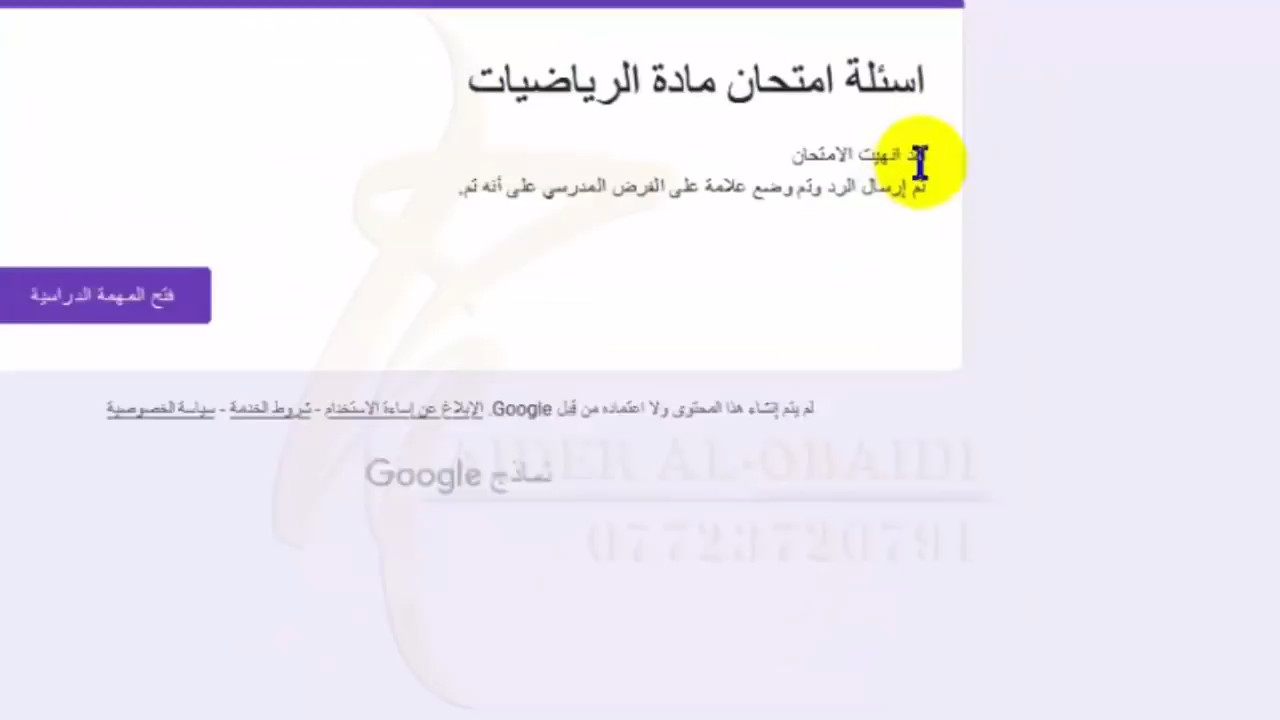 اسئلة امتحان مادة الرياضيات
انهيت الامتحان
تم إرسال الرد وتم وضع علامة على الفرض المدرسي على أنه تم.
فتح المهمة الدراسية
لم يتم إنشاء هذا المحتوى ولا اعتماده من قبل Google. الإبلاغ عن إساءة الاستخدام - شروط الخدمة - سياسة الخصوصية
نماذج Google
AIDER AL-OBAIDI
07723720791